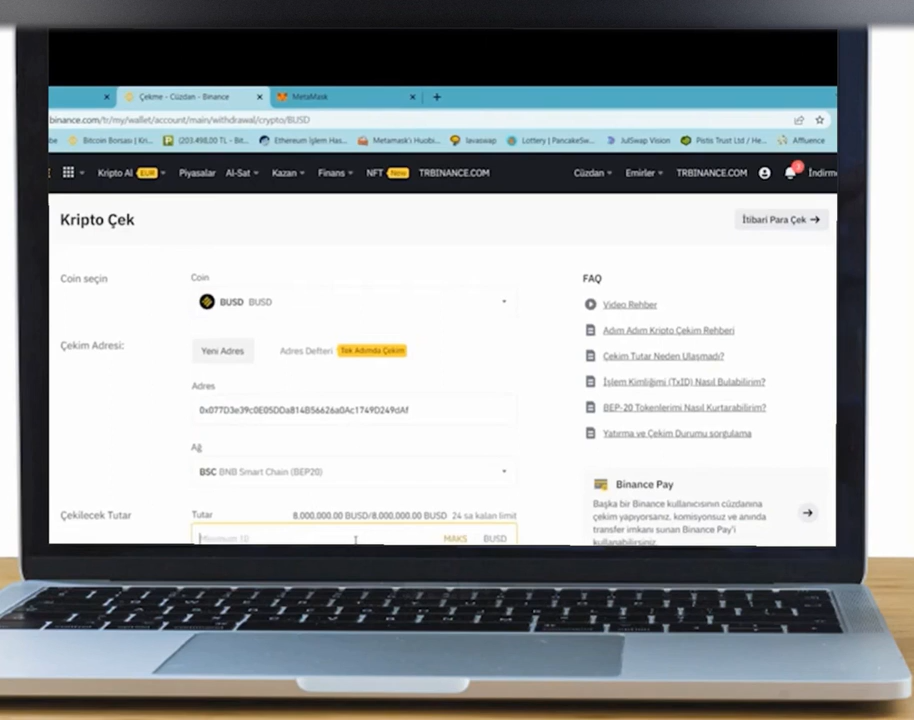 Çekme - Cüzdan - Binance
MetaMask
binance.com/tr/my/wallet/account/main/withdrawal/crypto/BUSD
be Bitcoin Borsası | Kri... (203.498,00 TL - Bit... Ethereum İşlem Has... Metamask'ı Huobi... lavaswap Lottery | PancakeSw... JulSwap Vision Pistis Trust Ltd / He... Affluence
Kripto Al EUR Piyasalar Al-Sat Kazan Finans NFT New TRBINANCE.COM Cüzdan Emirler TRBINANCE.COM İndirme
Kripto Çek
İtibari Para Çek →
Coin seçin
Coin
BUSD BUSD
Çekim Adresi:
Yeni Adres
Adres Defteri Tek Adımda Çekim
Adres
0x077D3e39c0E05DDa814B56626a0Ac1749D249dAf
Ağ
BSC BNB Smart Chain (BEP20)
Çekilecek Tutar
Tutar
8,000,000.00 BUSD/8,000,000.00 BUSD 24 sa kalan limit
Minimum 10
MAKS BUSD
FAQ
Video Rehber
Adım Adım Kripto Çekim Rehberi
Çekim Tutar Neden Ulaşmadı?
İşlem Kimliğimi (TxID) Nasıl Bulabilirim?
BEP-20 Tokenlerimi Nasıl Kurtarabilirim?
Yatırma ve Çekim Durumu sorgulama
Binance Pay
Başka bir Binance kullanıcısının cüzdanına
çekim yapıyorsanız, komisyonsuz ve anında
transfer imkanı sunan Binance Pay'i
kullanabilirsiniz.